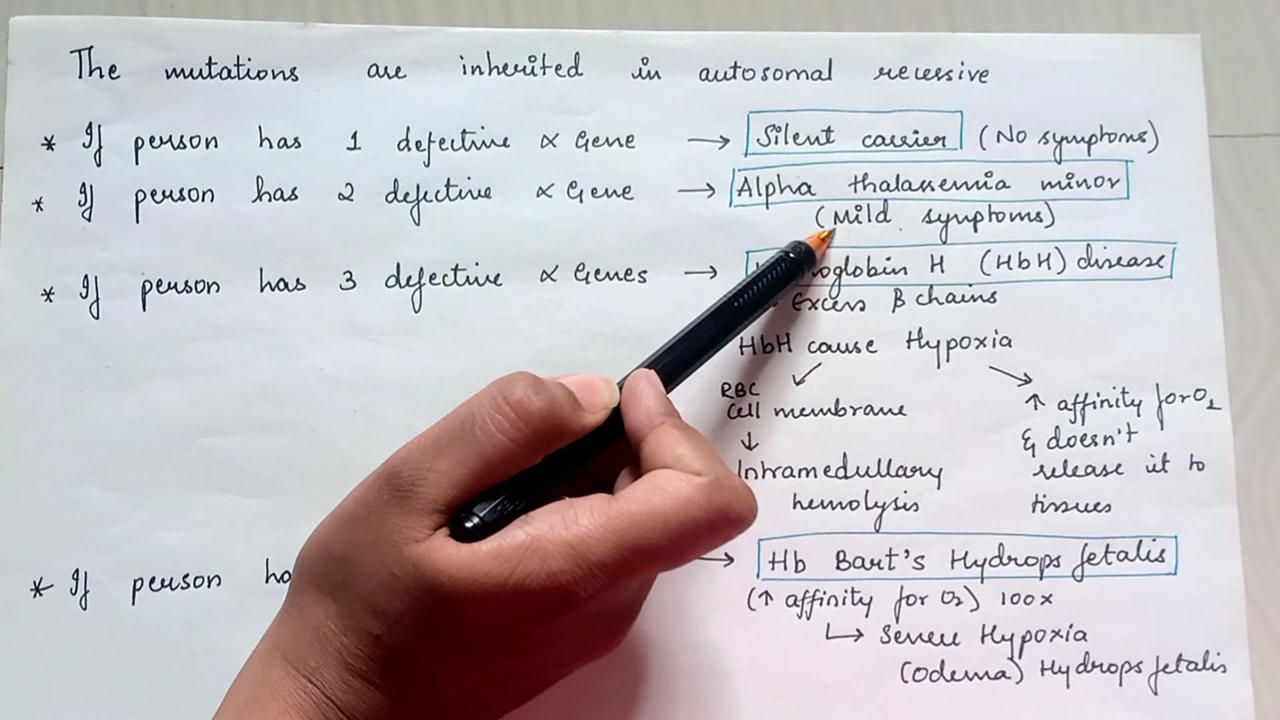 The mutations are inherited in autosomal recessive
* If person has 1 defective α Gene → Silent carrier (No symptoms)
* If person has 2 defective α Gene → Alpha thalassemia minor
(Mild symptoms)
* If person has 3 defective α Genes → oglobin H (HbH) disease
Excess β chains
HbH cause Hypoxia
RBC
Cell membrane
↑ affinity for O2
& doesn't
release it to
tissues
↓
Intramedullary
hemolysis
* If person ha → Hb Bart's Hydrops fetalis
(↑ affinity for O2) 100x
↳ Severe Hypoxia
(Odema) Hydrops fetalis